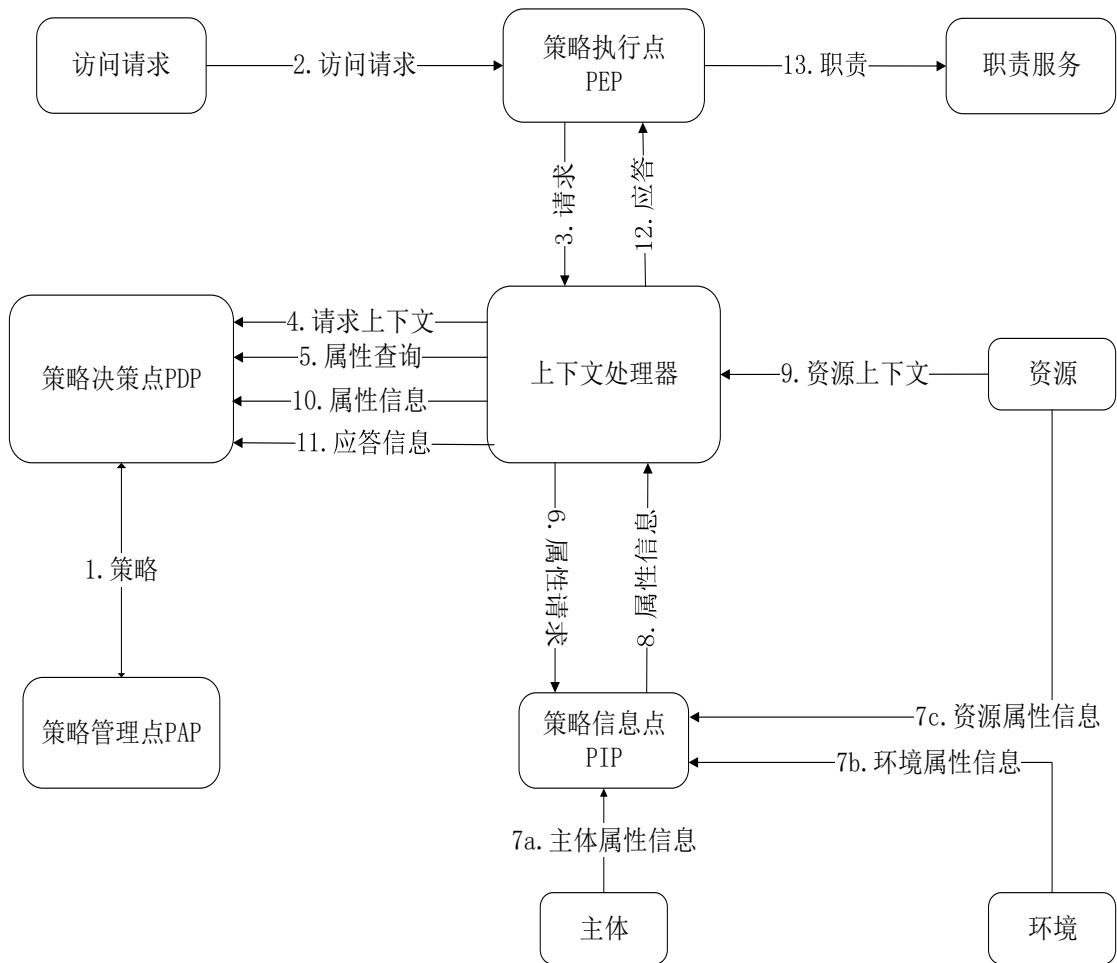 访问请求
2.访问请求
策略执行点
PEP
13.职责
职责服务
3.请求
12.应答
策略决策点PDP
4.请求上下文
5.属性查询
10.属性信息
11.应答信息
上下文处理器
9.资源上下文
资源
1.策略
6.属性请求
8.属性信息
策略管理点PAP
策略信息点
PIP
7c.资源属性信息
7b.环境属性信息
7a.主体属性信息
主体
环境